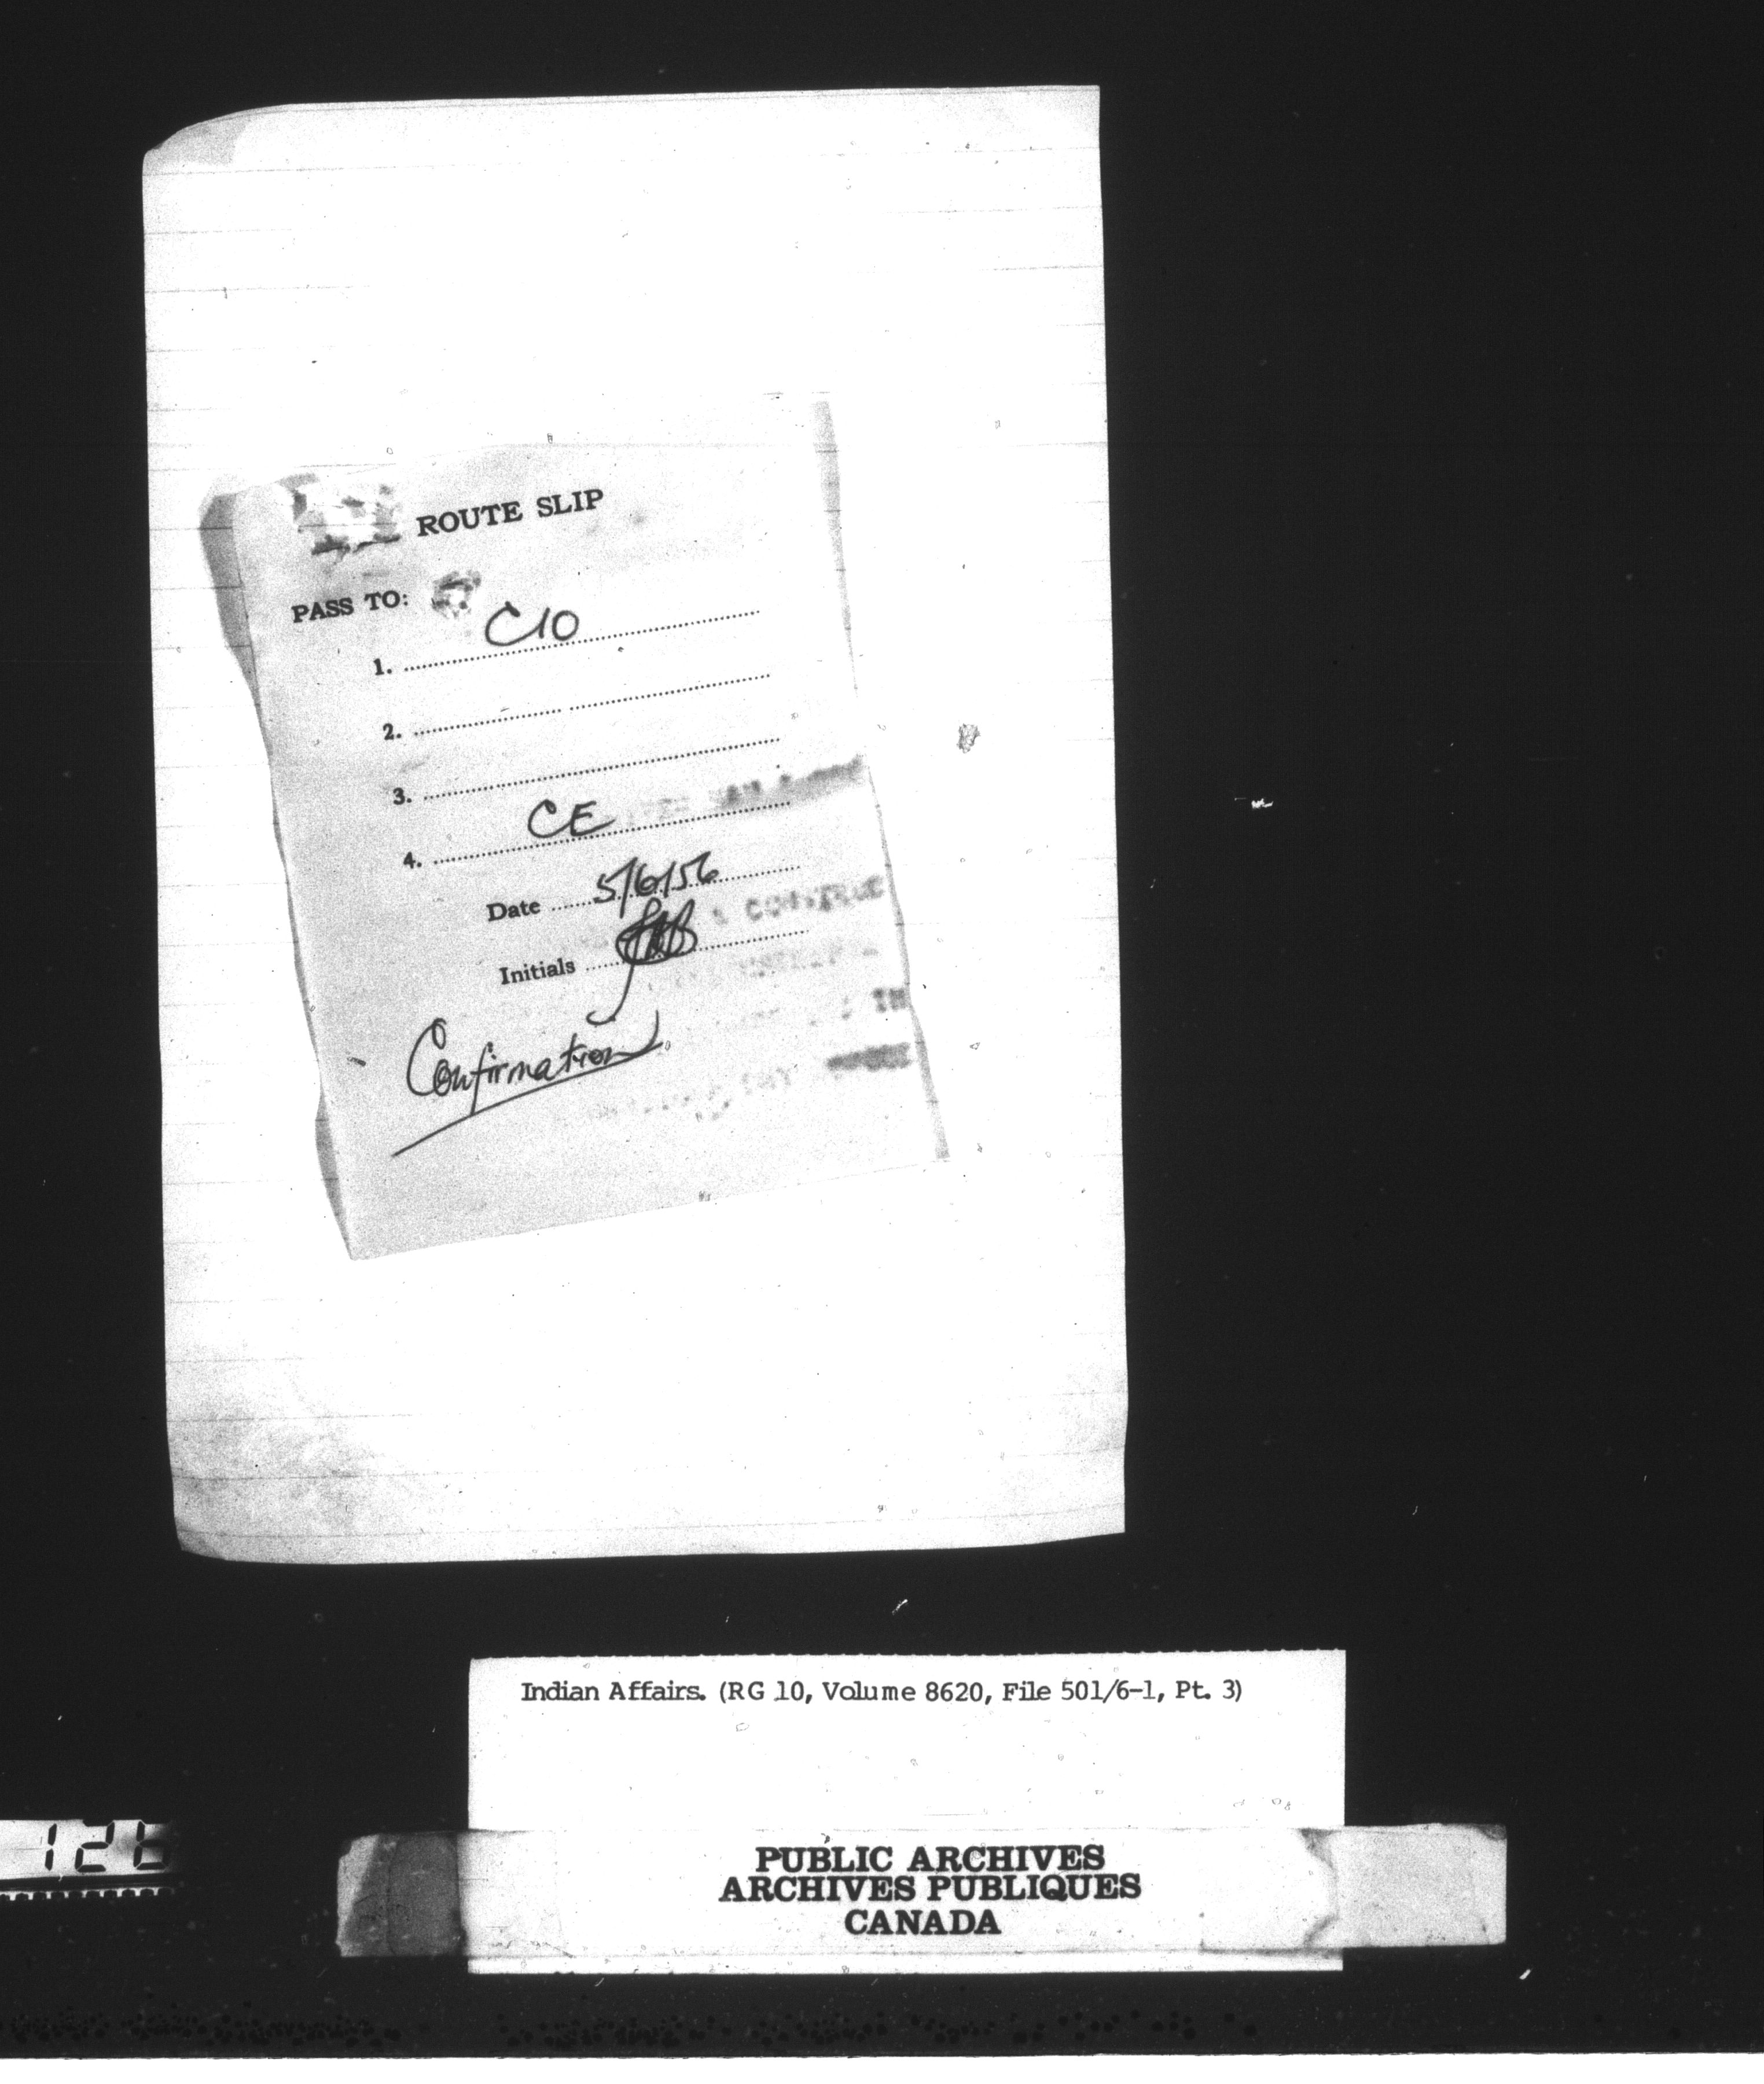 ROUTE SLIP
PASS TO:
1. C10
2.
3.
4. CE
Date 5/6/56
Initials
Confirmation
Indian Affairs. (RG 10, Volume 8620, File 501/6-1, Pt. 3)
PUBLIC ARCHIVES
ARCHIVES PUBLIQUES
CANADA